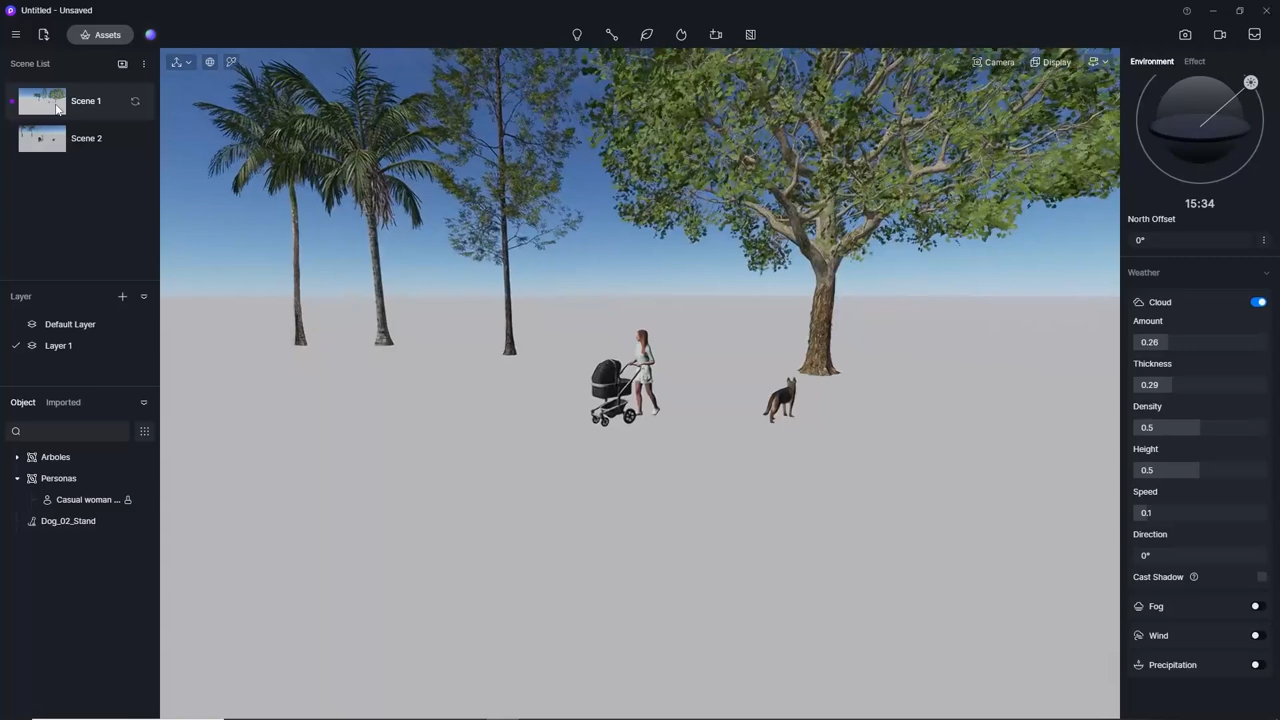 Untitled - Unsaved
Assets
Scene List
Scene 1
Scene 2
Layer
Default Layer
Layer 1
Object
Imported
Arboles
Personas
Casual woman ...
Dog_02_Stand
Camera
Display
Environment
Effect
15:34
North Offset
0°
Weather
Cloud
Amount
0.26
Thickness
0.29
Density
0.5
Height
0.5
Speed
0.1
Direction
0°
Cast Shadow
Fog
Wind
Precipitation